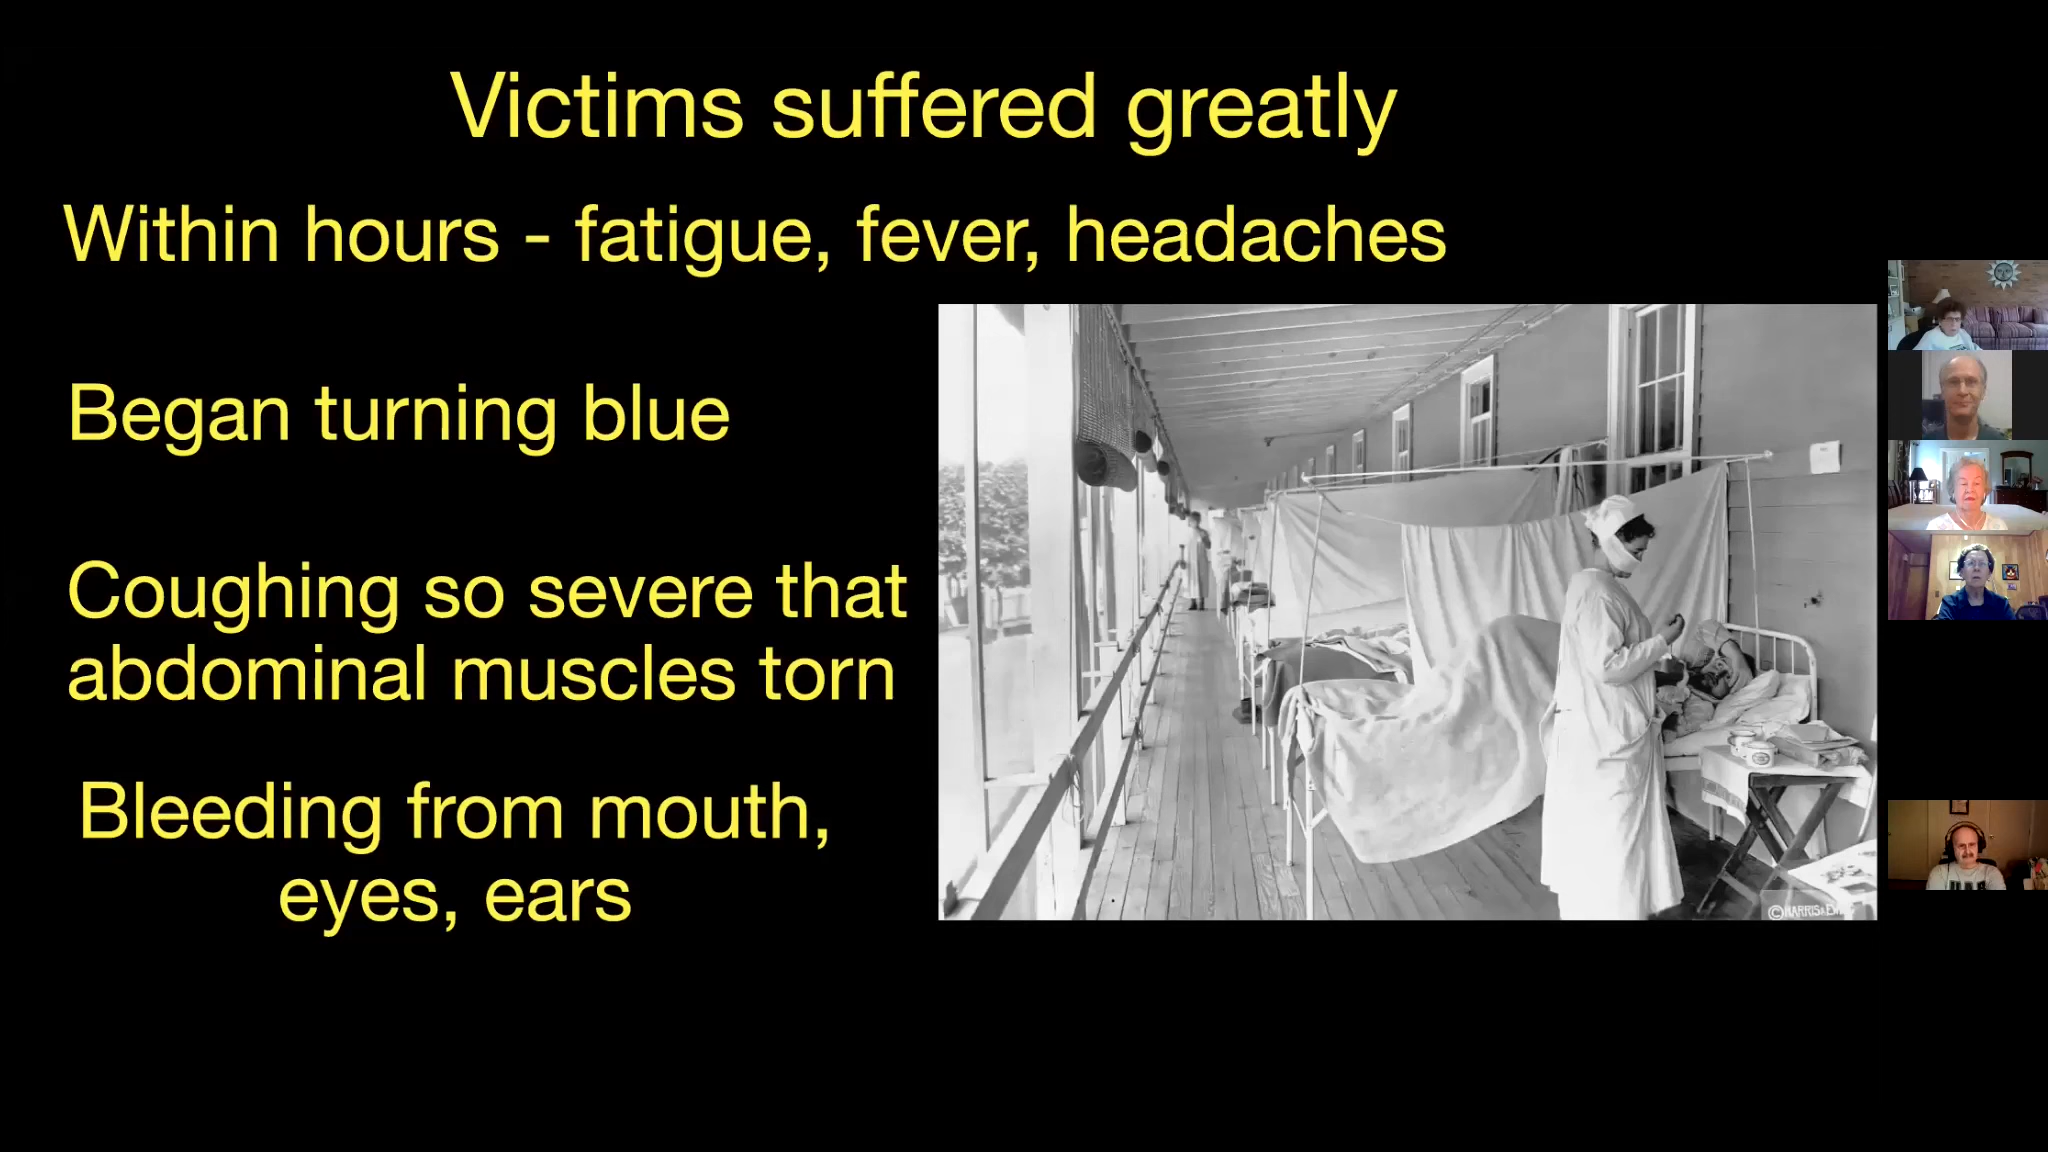 Victims suffered greatly
Within hours - fatigue, fever, headaches
Began turning blue
Coughing so severe that
abdominal muscles torn
Bleeding from mouth,
eyes, ears
©HARRIS &